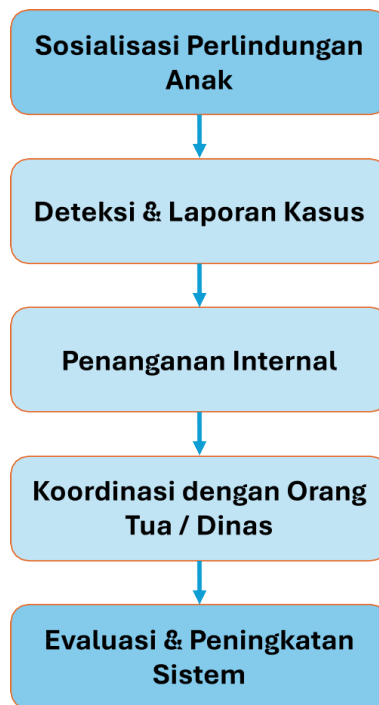 Sosialisasi Perlindungan
Anak
Deteksi & Laporan Kasus
Penanganan Internal
Koordinasi dengan Orang
Tua / Dinas
Evaluasi & Peningkatan
Sistem